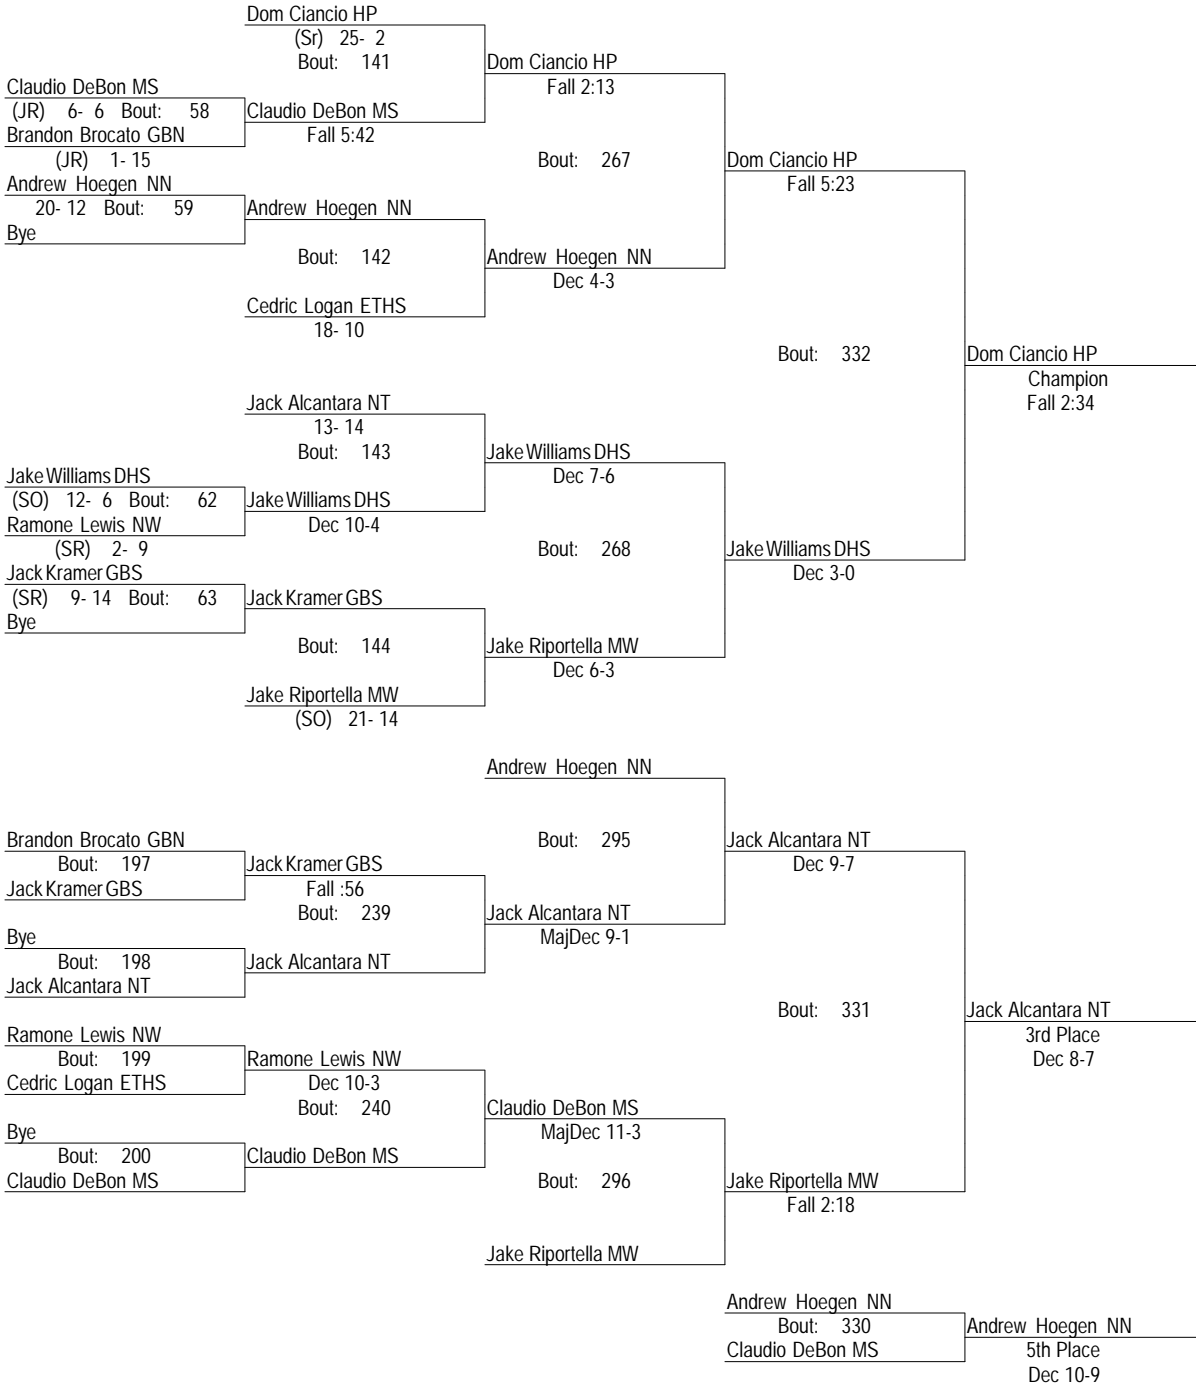 Dom Ciancio HP
(Sr) 25- 2
Bout: 141
Dom Ciancio HP
Fall 2:13
Claudio DeBon MS
(JR) 6- 6 Bout: 58
Claudio DeBon MS
Fall 5:42
Brandon Brocato GBN
(JR) 1- 15
Bout: 267
Dom Ciancio HP
Fall 5:23
Andrew Hoegen NN
20- 12 Bout: 59
Andrew Hoegen NN
Bye
Bout: 142
Andrew Hoegen NN
Dec 4-3
Cedric Logan ETHS
18- 10
Bout: 332
Dom Ciancio HP
Champion
Fall 2:34
Jack Alcantara NT
13- 14
Bout: 143
Jake Williams DHS
Dec 7-6
Jake Williams DHS
(SO) 12- 6 Bout: 62
Jake Williams DHS
Dec 10-4
Ramone Lewis NW
(SR) 2- 9
Bout: 268
Jake Williams DHS
Dec 3-0
Jack Kramer GBS
(SR) 9- 14 Bout: 63
Jack Kramer GBS
Bye
Bout: 144
Jake Riportella MW
Dec 6-3
Jake Riportella MW
(SO) 21- 14
Andrew Hoegen NN
Bout: 295
Jack Alcantara NT
Dec 9-7
Brandon Brocato GBN
Bout: 197
Jack Kramer GBS
Jack Kramer GBS
Fall :56
Bout: 239
Jack Alcantara NT
MajDec 9-1
Bye
Bout: 198
Jack Alcantara NT
Jack Alcantara NT
Bout: 331
Jack Alcantara NT
3rd Place
Dec 8-7
Ramone Lewis NW
Bout: 199
Ramone Lewis NW
Cedric Logan ETHS
Dec 10-3
Bout: 240
Claudio DeBon MS
MajDec 11-3
Bye
Bout: 200
Claudio DeBon MS
Claudio DeBon MS
Bout: 296
Jake Riportella MW
Fall 2:18
Jake Riportella MW
Andrew Hoegen NN
Bout: 330
Andrew Hoegen NN
Claudio DeBon MS
5th Place
Dec 10-9